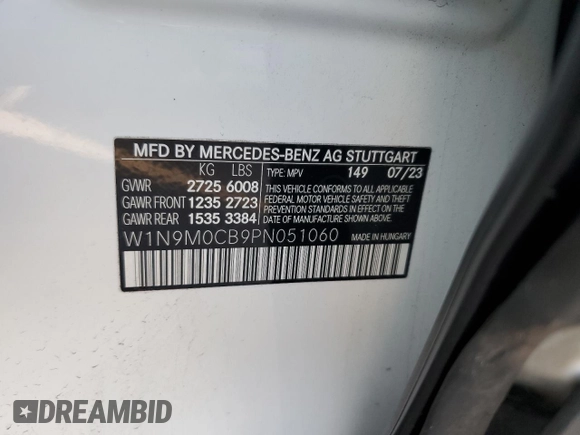 MFD BY MERCEDES-BENZ AG STUTTGART
KG LBS TYPE: MPV 149 07/23
GVWR 2725 6008 THIS VEHICLE CONFORMS TO ALL APPLICABLE
GAWR FRONT 1235 2723 FEDERAL MOTOR VEHICLE SAFETY AND THEFT
GAWR REAR 1535 3384 PREVENTION STANDARDS IN EFFECT ON THE
DATE OF MANUFACTURE SHOWN ABOVE.
W1N9M0CB9PN051060 MADE IN HUNGARY
DREAMBID